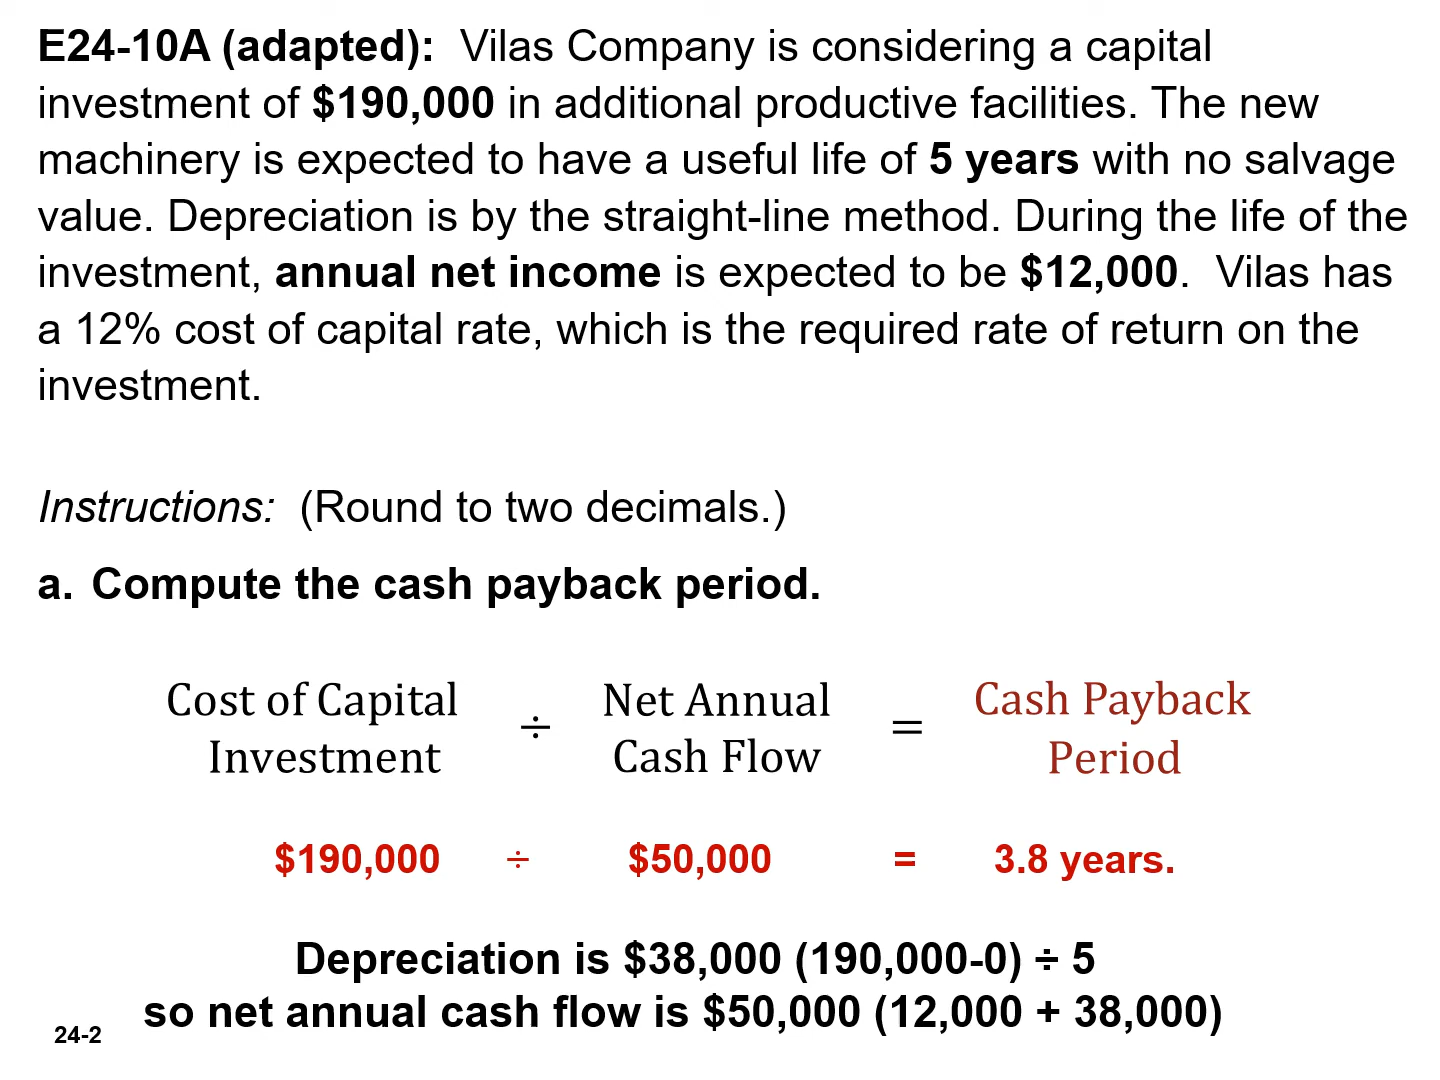 E24-10A (adapted):  Vilas Company is considering a capital
investment of $190,000 in additional productive facilities. The new
machinery is expected to have a useful life of 5 years with no salvage
value. Depreciation is by the straight-line method. During the life of the
investment, annual net income is expected to be $12,000.  Vilas has
a 12% cost of capital rate, which is the required rate of return on the
investment.
Instructions:  (Round to two decimals.)
a. Compute the cash payback period.
Cost of Capital Investment ÷ Net Annual Cash Flow = Cash Payback Period
$190,000 ÷ $50,000 = 3.8 years.
Depreciation is $38,000 (190,000-0) ÷ 5
so net annual cash flow is $50,000 (12,000 + 38,000)
24-2